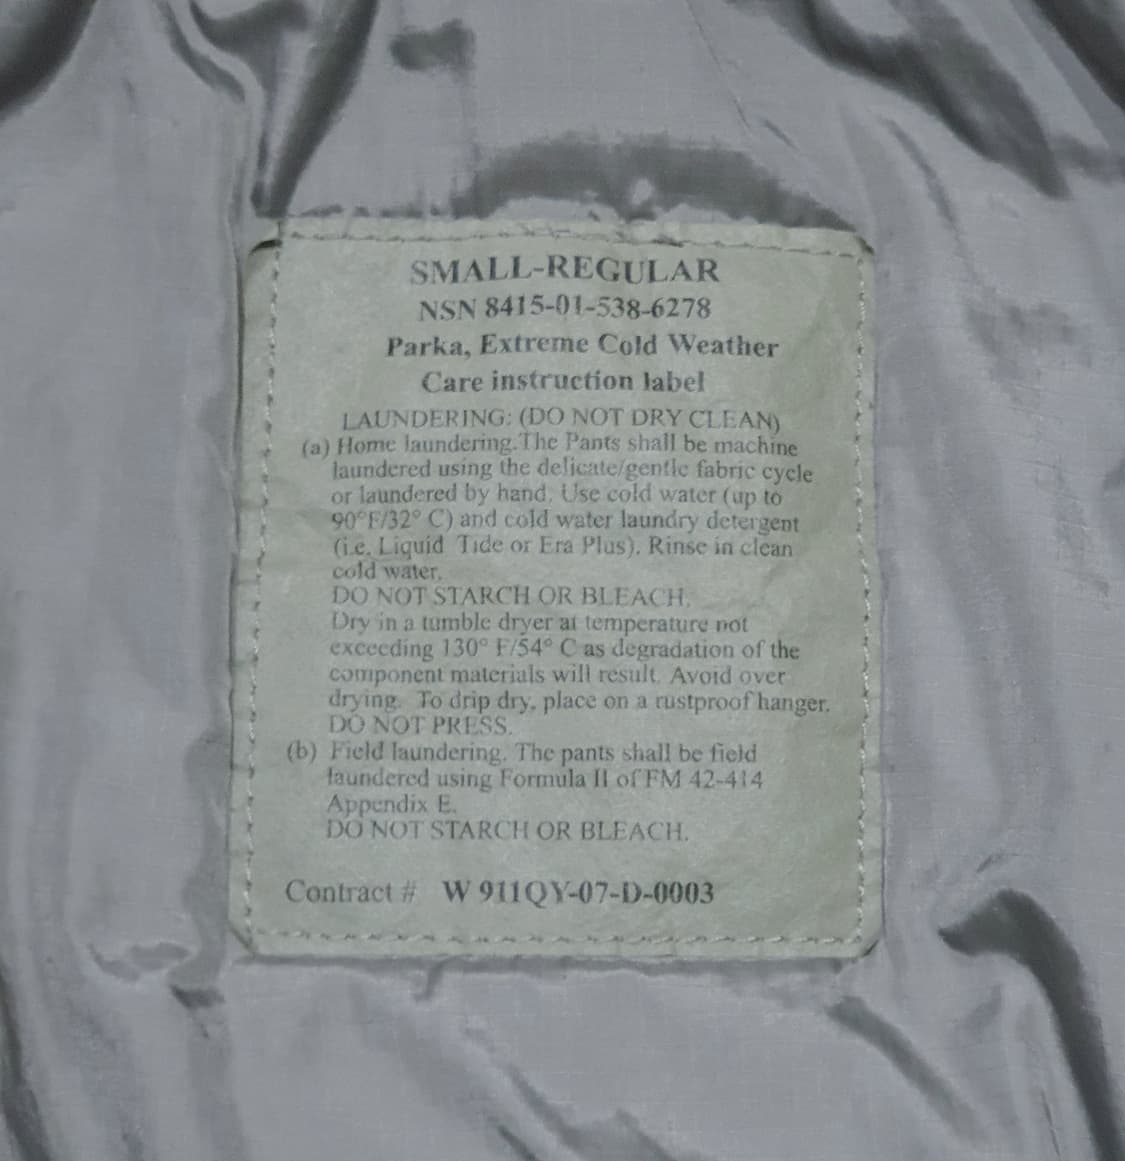 SMALL-REGULAR
NSN 8415-01-538-6278
Parka, Extreme Cold Weather
Care instruction label
LAUNDERING: (DO NOT DRY CLEAN)
(a) Home laundering. The Pants shall be machine
laundered using the delicate/gentle fabric cycle
or laundered by hand. Use cold water (up to
90° F/32° C) and cold water laundry detergent
(i.e. Liquid Tide or Era Plus). Rinse in clean
cold water.
DO NOT STARCH OR BLEACH.
Dry in a tumble dryer at temperature not
exceeding 130° F/54° C as degradation of the
component materials will result. Avoid over
drying. To drip dry, place on a rustproof hanger.
DO NOT PRESS.
(b) Field laundering. The pants shall be field
laundered using Formula II of FM 42-414
Appendix E.
DO NOT STARCH OR BLEACH.
Contract # W 911QY-07-D-0003